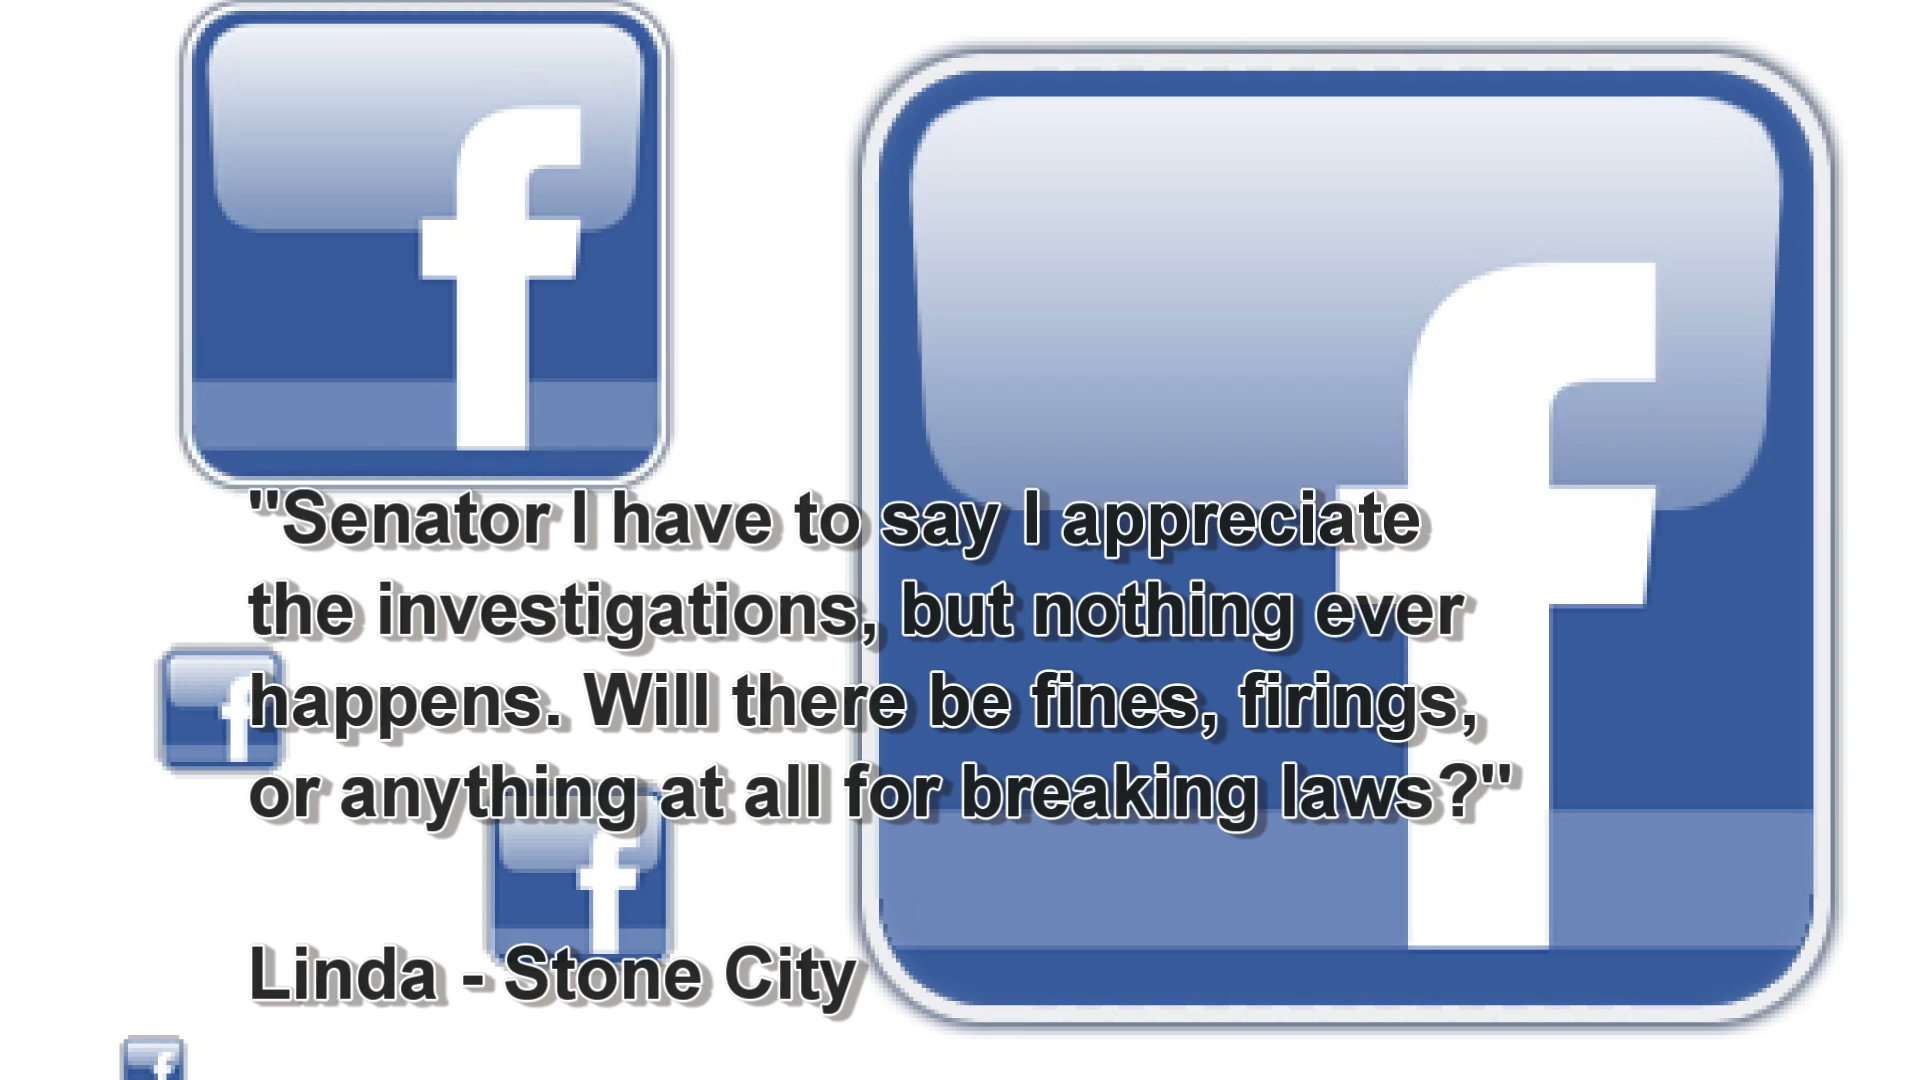 "Senator I have to say I appreciate
the investigations, but nothing ever
happens. Will there be fines, firings,
or anything at all for breaking laws?"
Linda - Stone City